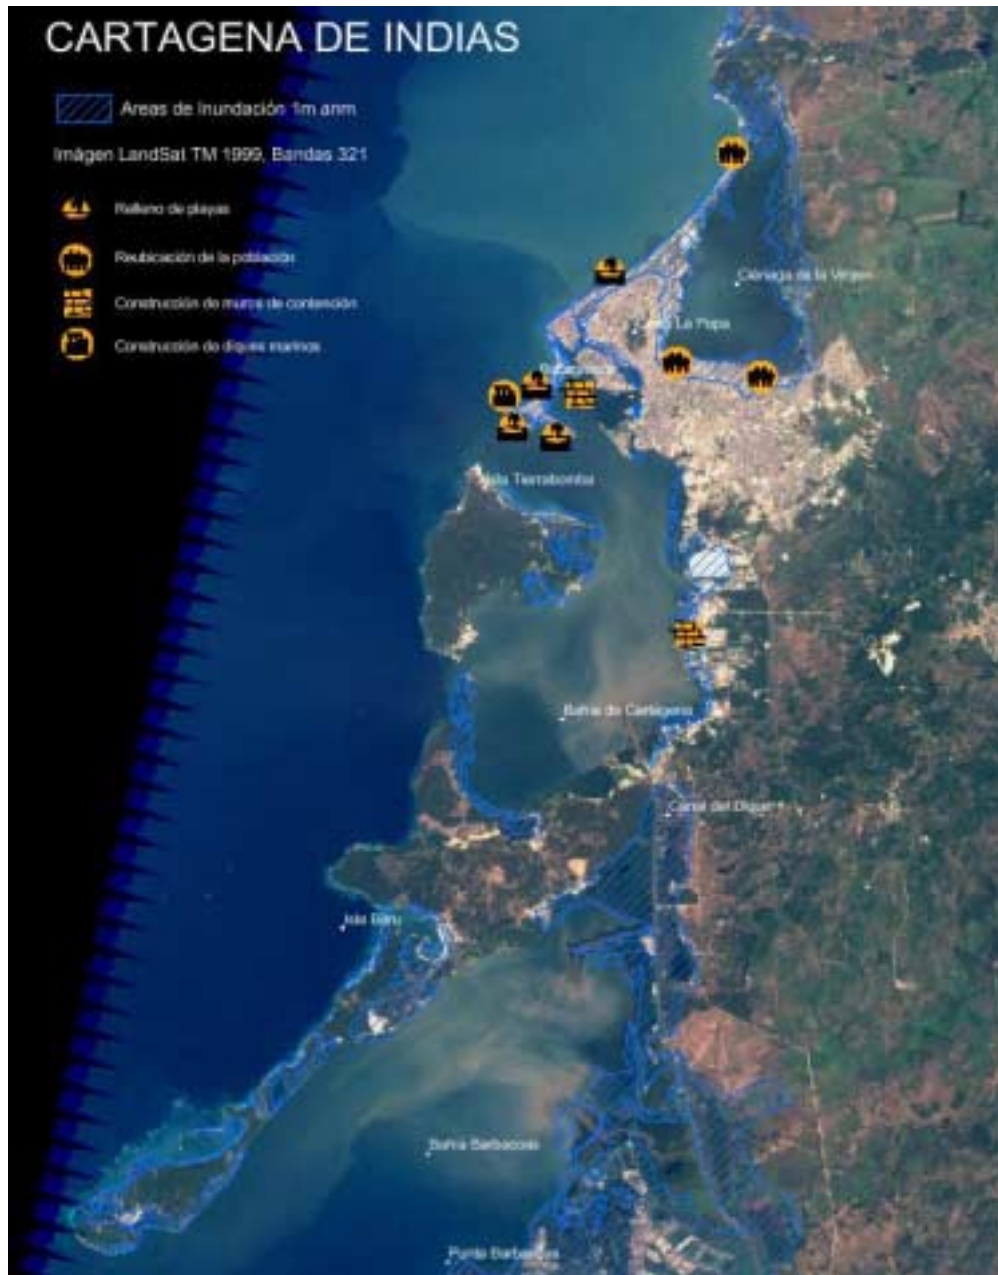 CARTAGENA DE INDIAS
Areas de Inundación 1m anm
Imágen LandSat TM 1999, Bandas 321
Relleno de playas
Reubicación de la población
Construcción de muros de contención
Construcción de diques marinos
Ciénaga de la Virgen
La Popa
Isla Tierrabomba
Bahía de Cartagena
Canal del Dique
Isla Baru
Bahía Barbacoas
Punta Barbacoas